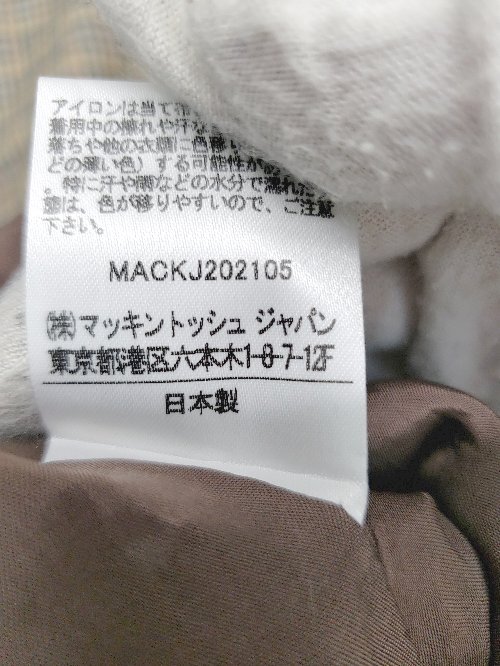 アイロンは当て布
着用中の擦れや汗な
落ちや他の衣類に色移り
どの薄い色）する可能性が
。特に汗や雨などの水分で濡れた
態は、色が移りやすいので、ご注意
下さい。
MACKJ202105
㈱マッキントッシュ ジャパン
東京都港区六本木1-8-7-12F
日本製